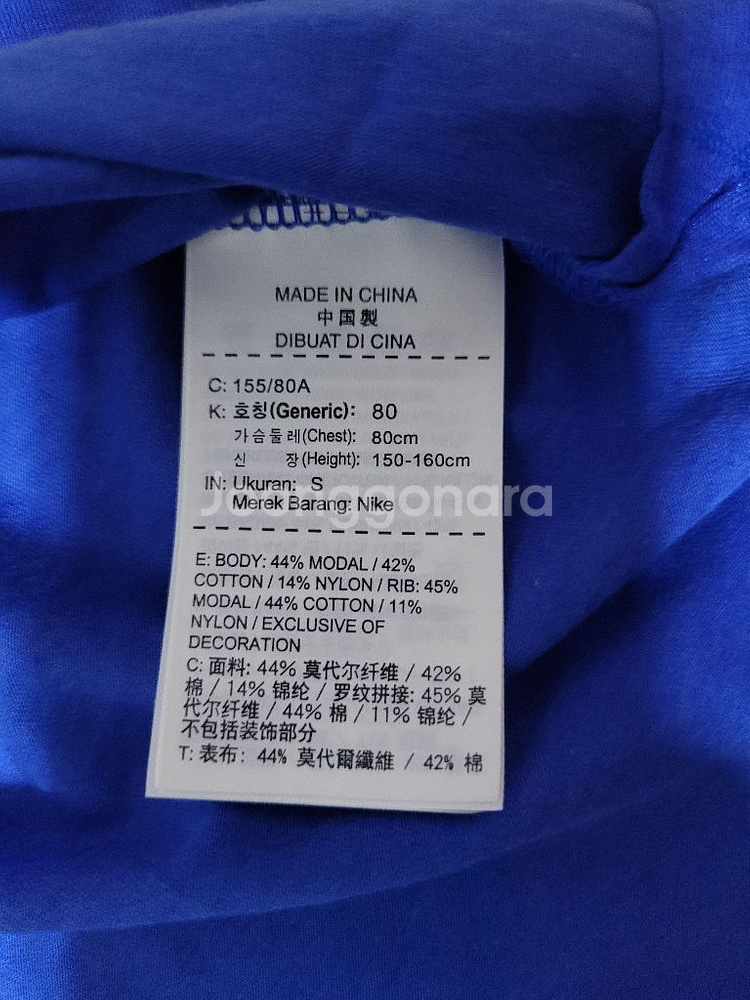 MADE IN CHINA
中国製
DIBUAT DI CINA
C: 155/80A
K: 호칭(Generic): 80
가슴둘레(Chest): 80cm
신 장(Height): 150-160cm
IN: Ukuran: S
Joonggonara
Merek Barang: Nike
E: BODY: 44% MODAL / 42%
COTTON / 14% NYLON / RIB: 45%
MODAL / 44% COTTON / 11%
NYLON / EXCLUSIVE OF
DECORATION
C: 面料: 44% 莫代尔纤维 / 42%
棉 / 14% 锦纶 / 罗纹拼接: 45% 莫
代尔纤维 / 44% 棉 / 11% 锦纶 /
不包括装饰部分
T: 表布: 44% 莫代爾纖維 / 42% 棉